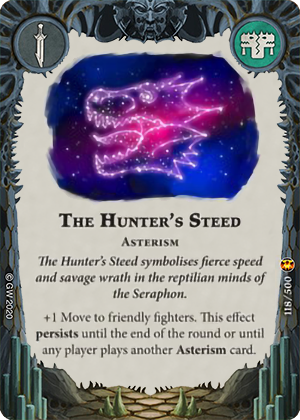 THE HUNTER'S STEED
ASTERISM
The Hunter's Steed symbolises fierce speed
and savage wrath in the reptilian minds of
the Seraphon.
+1 Move to friendly fighters. This effect
persists until the end of the round or until
any player plays another Asterism card.
© GW 2020
118/500